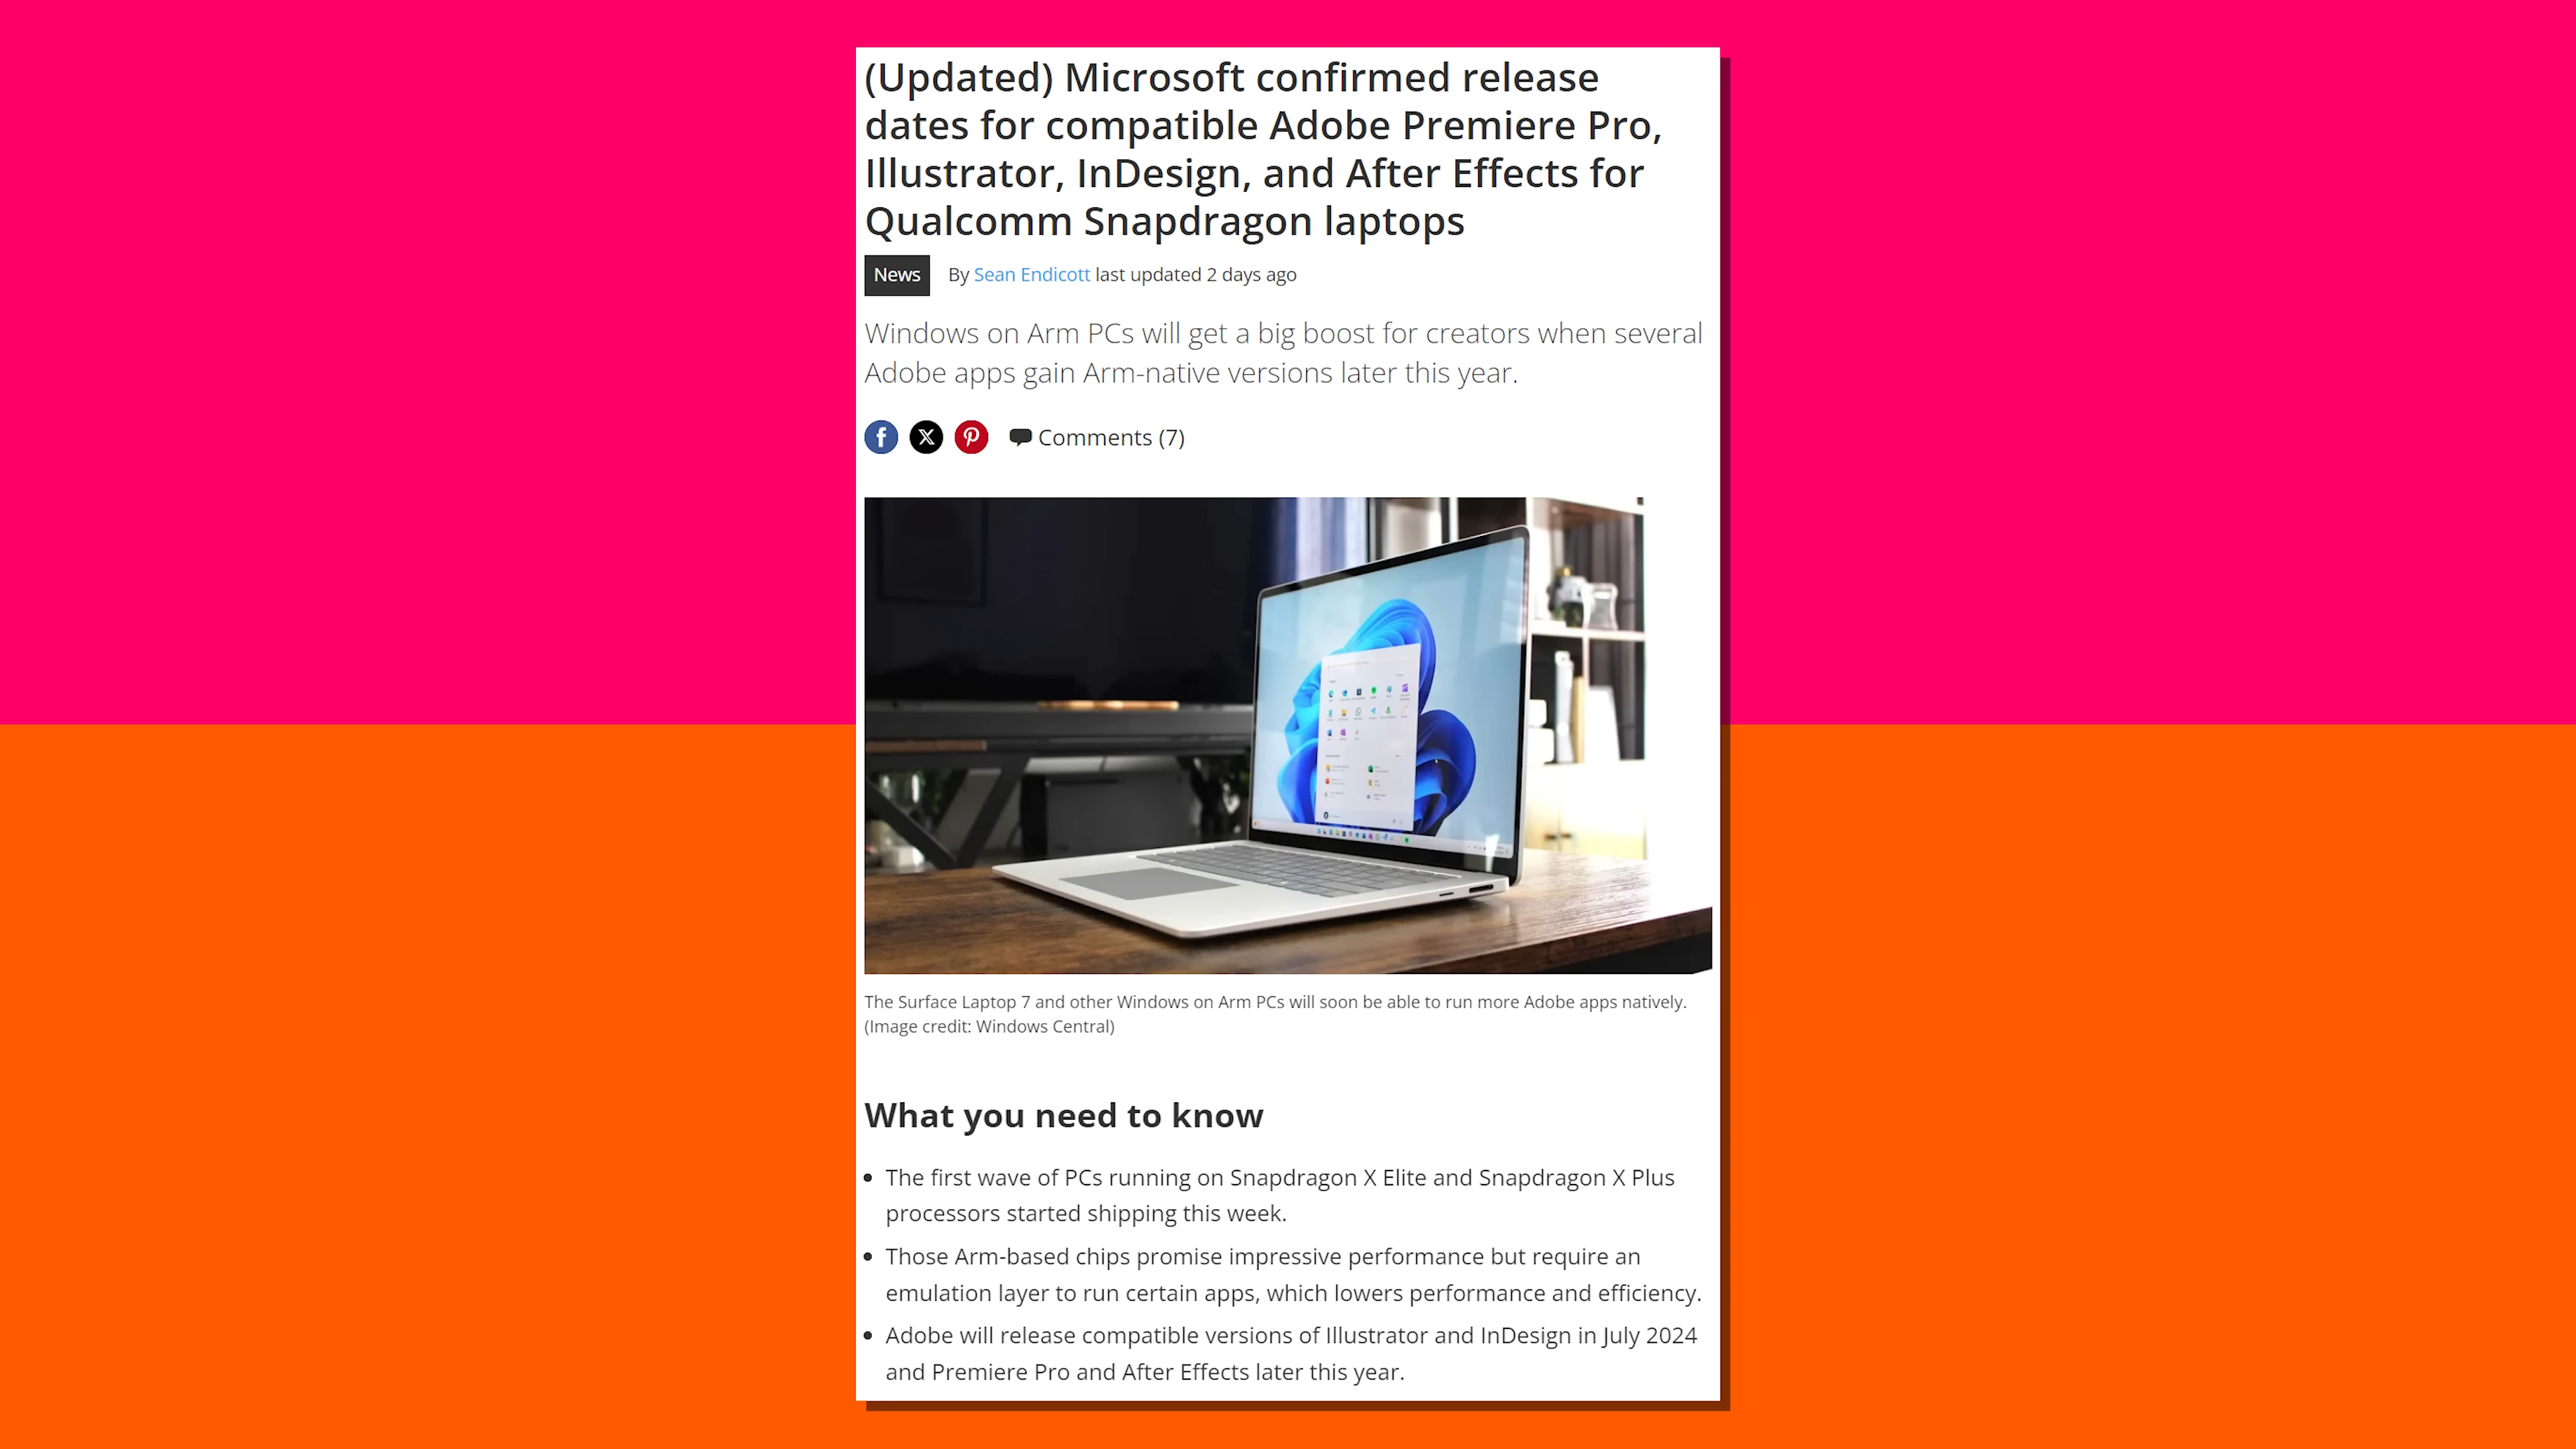 (Updated) Microsoft confirmed release
dates for compatible Adobe Premiere Pro,
Illustrator, InDesign, and After Effects for
Qualcomm Snapdragon laptops
News By Sean Endicott last updated 2 days ago
Windows on Arm PCs will get a big boost for creators when several
Adobe apps gain Arm-native versions later this year.
Comments (7)
The Surface Laptop 7 and other Windows on Arm PCs will soon be able to run more Adobe apps natively.
(Image credit: Windows Central)
What you need to know
• The first wave of PCs running on Snapdragon X Elite and Snapdragon X Plus
processors started shipping this week.
• Those Arm-based chips promise impressive performance but require an
emulation layer to run certain apps, which lowers performance and efficiency.
• Adobe will release compatible versions of Illustrator and InDesign in July 2024
and Premiere Pro and After Effects later this year.